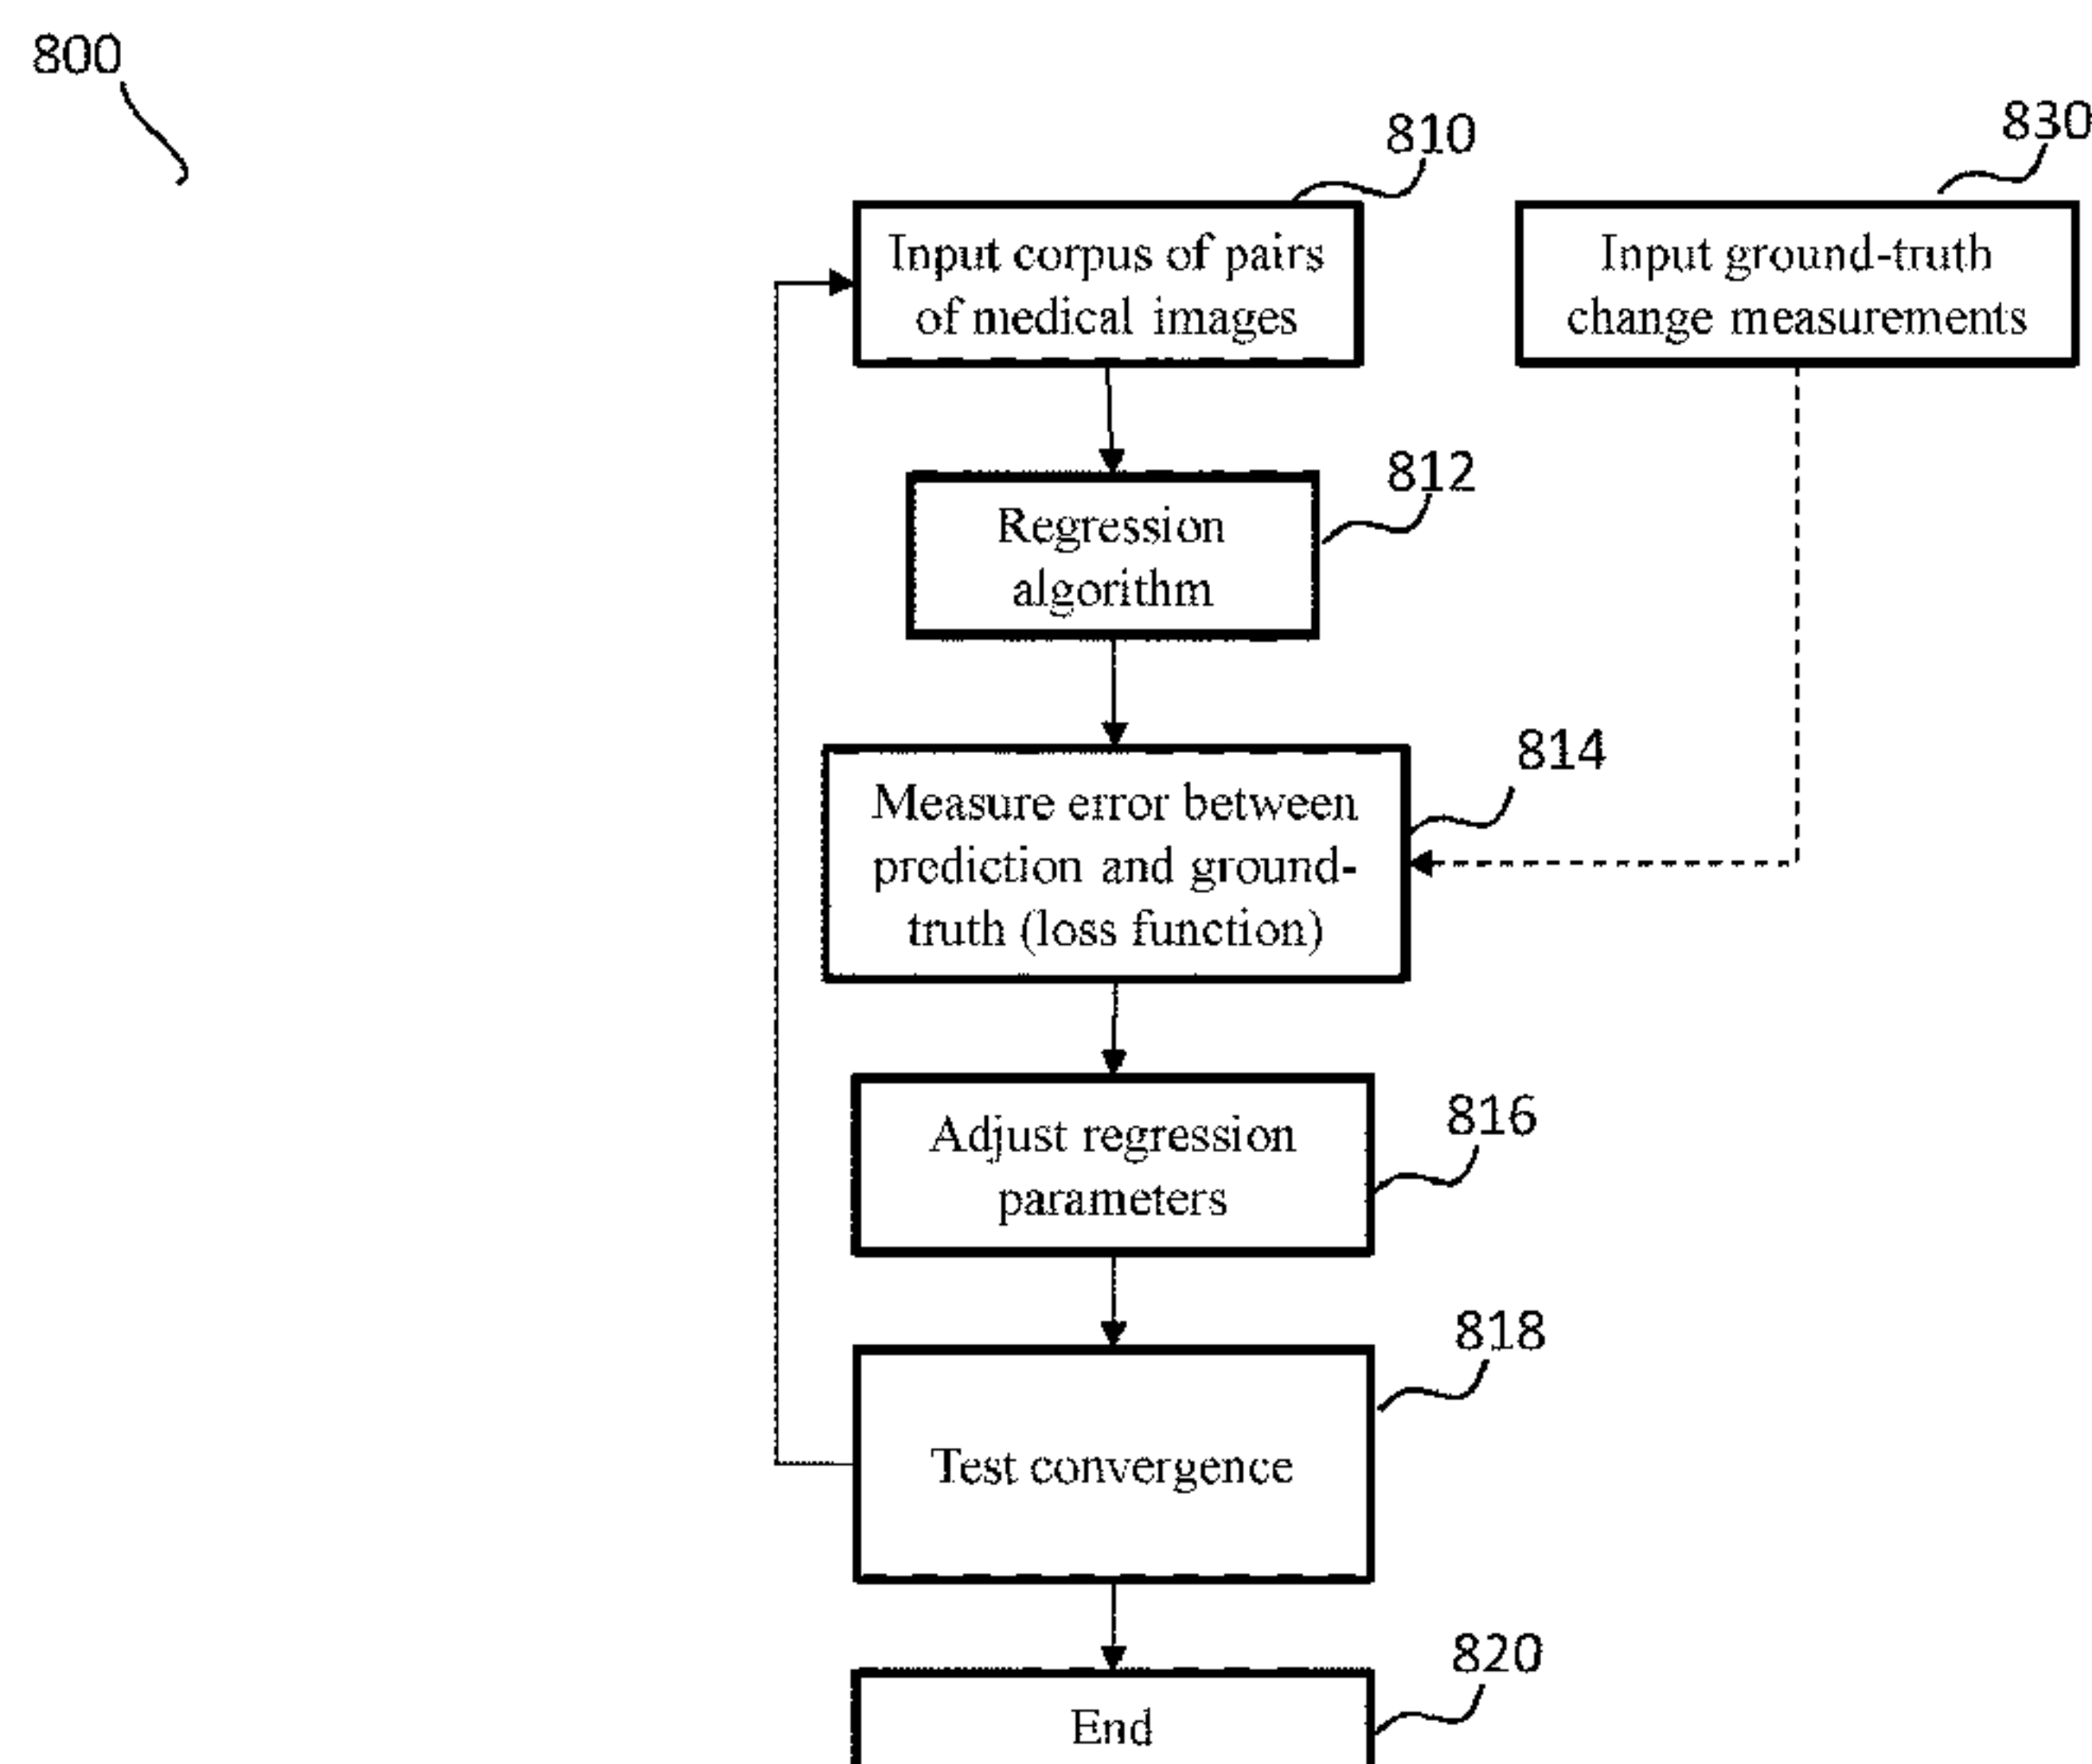 800
810
830
Input corpus of pairs
of medical images
Input ground-truth
change measurements
812
Regression
algorithm
814
Measure error between
prediction and ground-
truth (loss function)
816
Adjust regression
parameters
818
Test convergence
820
End